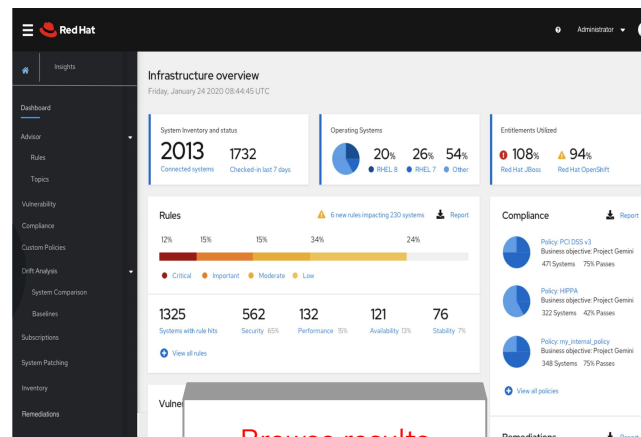 Red Hat
Administrator
Insights
Dashboard
Advisor
Rules
Topics
Vulnerability
Compliance
Custom Policies
Drift Analysis
System Comparison
Baselines
Subscriptions
System Patching
Inventory
Remediations
Infrastructure overview
Friday, January 24 2020 08:44:45 UTC
System Inventory and status
2013 1732
Connected systems Checked-in last 7 days
Operating Systems
20% 26% 54%
RHEL 8 RHEL 7 Other
Entitlements Utilized
108% 94%
Red Hat JBoss Red Hat OpenShift
Rules 6 new rules impacting 230 systems Report
12% 15% 15% 34% 24%
Critical Important Moderate Low
1325 562 132 121 76
Systems with rule hits Security 65% Performance 15% Availability 13% Stability 7%
View all rules
Compliance Report
Policy: PCI DSS v3
Business objective: Project Gemini
471 Systems 75% Passes
Policy: HIPPA
Business objective: Project Gemini
322 Systems 42% Passes
Policy: my_internal_policy
Business objective: Project Gemini
348 Systems 75% Passes
View all policies
Vulne
Browse results
Remediations Report